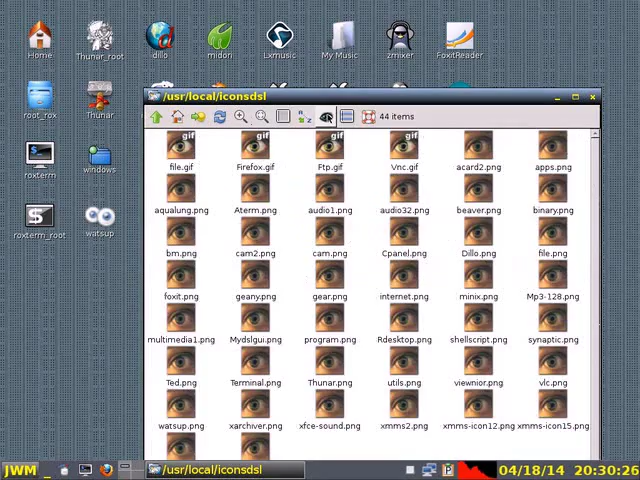 Home
Thunar_root
dillo
midori
Lxmusic
My Music
zmixer
FoxitReader
root_rox
Thunar
/usr/local/iconsdsl
44 items
gif gif gif gif
file.gif Firefox.gif Ftp.gif Vnc.gif acard2.png apps.png
aqualung.png Aterm.png audio1.png audio32.png beaver.png binary.png
roxterm
windows
bm.png cam2.png cam.png Cpanel.png Dillo.png file.png
roxterm_root
watsup
foxit.png geany.png gear.png internet.png minix.png Mp3-128.png
multimedia1.png Mydslgui.png program.png Rdesktop.png shellscript.png synaptic.png
Ted.png Terminal.png Thunar.png utils.png viewnior.png vlc.png
watsup.png xarchiver.png xfce-sound.png xmms2.png xmms-icon12.png xmms-icon15.png
JWM
/usr/local/iconsdsl
04/18/14 20:30:26